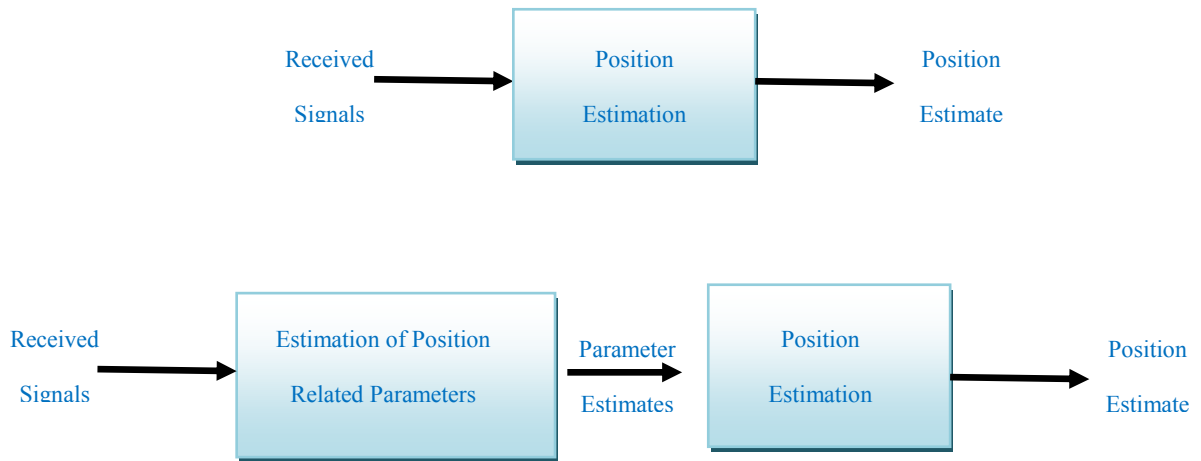 Received
Signals
Position
Estimation
Position
Estimate
Received
Signals
Estimation of Position
Related Parameters
Parameter
Estimates
Position
Estimation
Position
Estimate